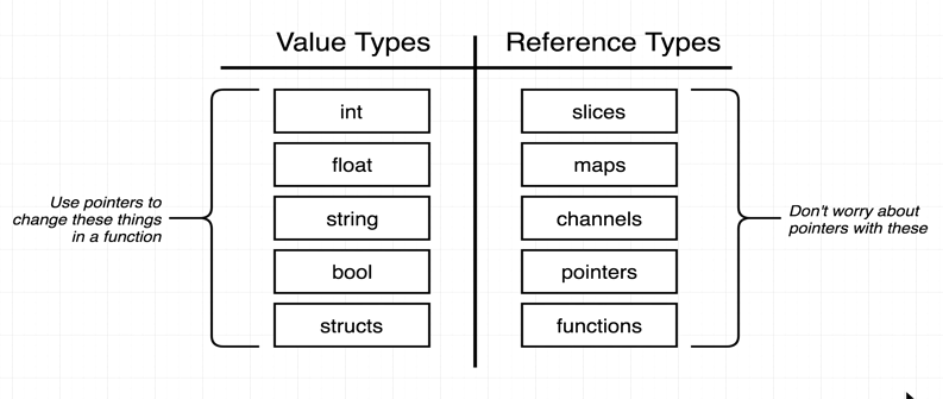 Value Types
Reference Types
int
slices
float
maps
Use pointers to
change these things
in a function
string
channels
Don't worry about
pointers with these
bool
pointers
structs
functions